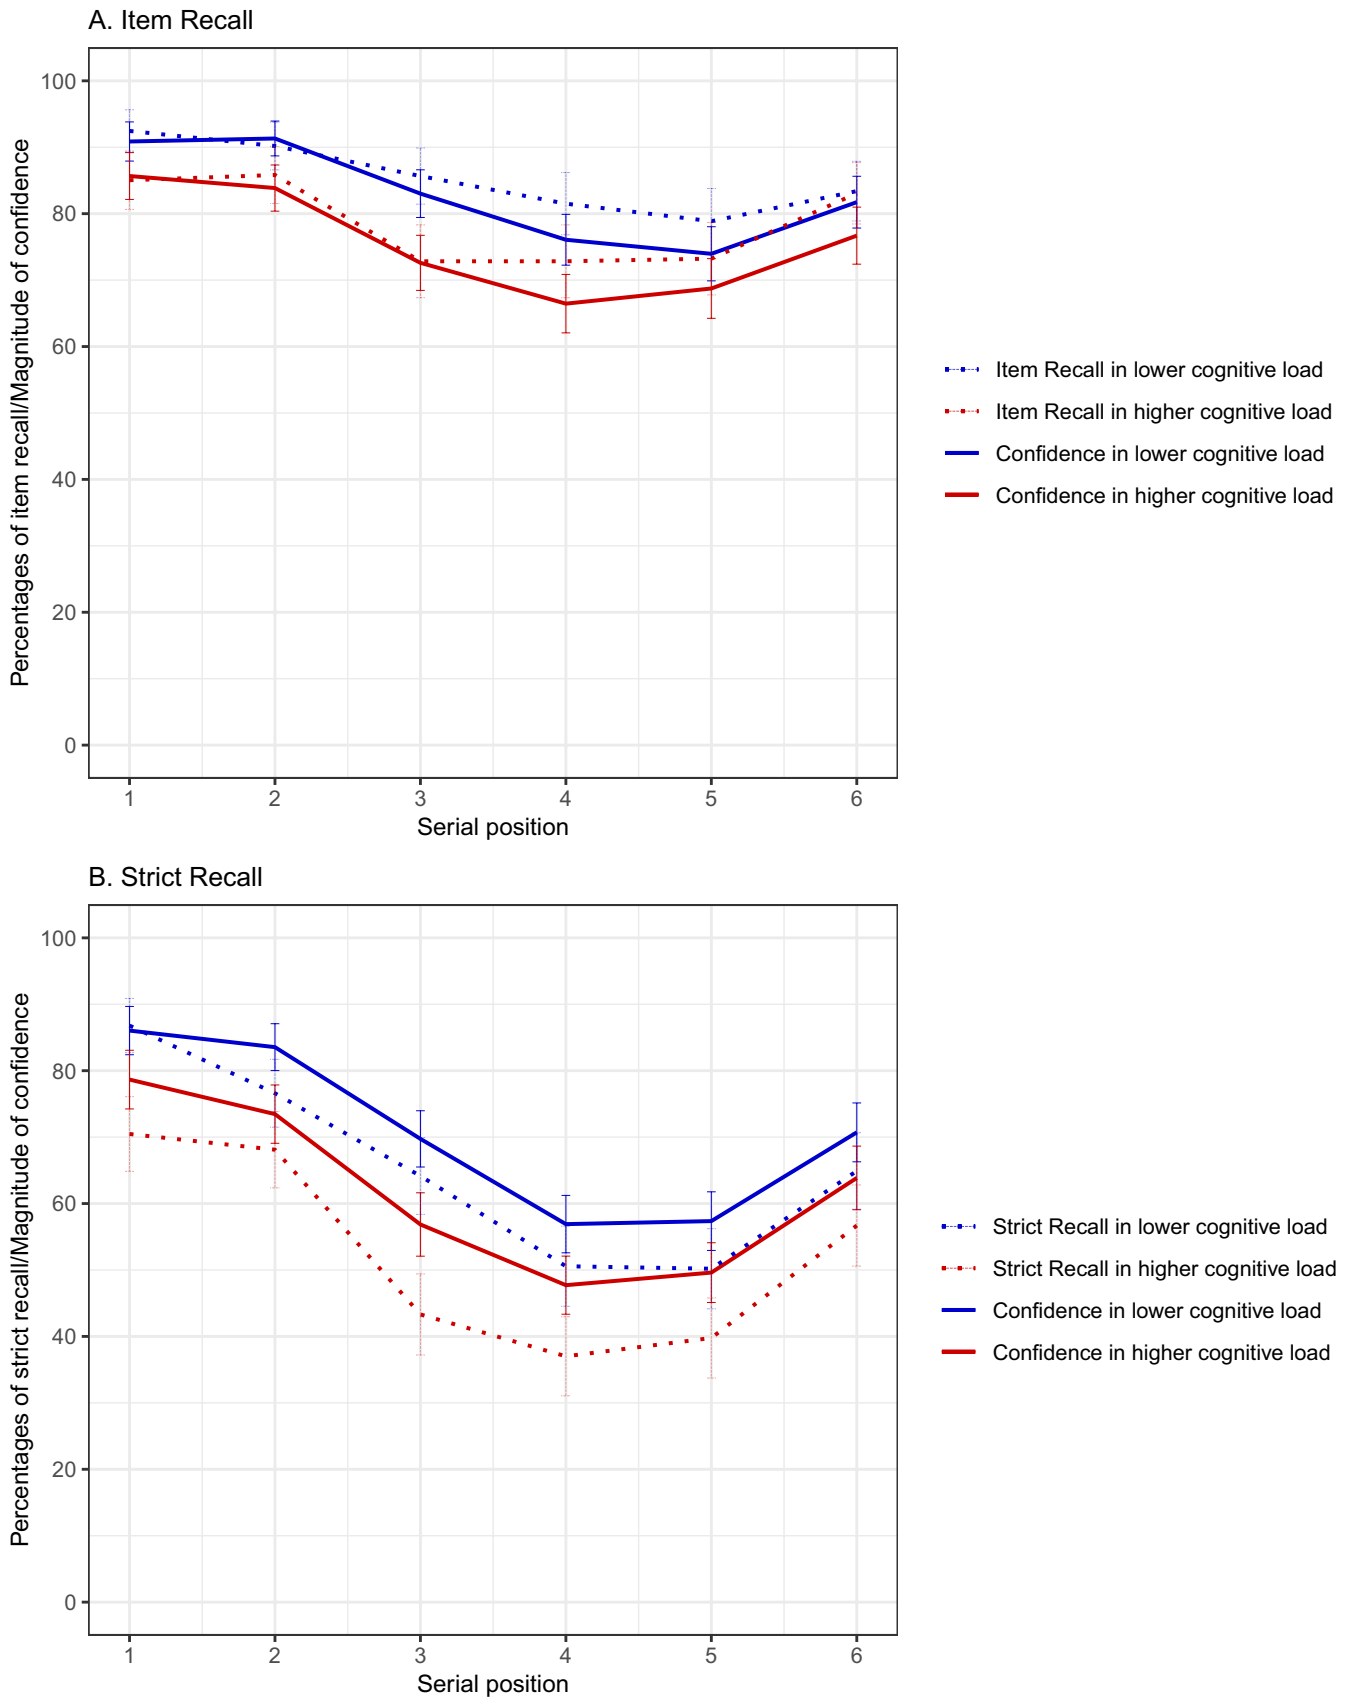 A. Item Recall
Percentages of item recall/Magnitude of confidence
100
80
60
40
20
0
1 2 3 4 5 6
Serial position
Item Recall in lower cognitive load
Item Recall in higher cognitive load
Confidence in lower cognitive load
Confidence in higher cognitive load
B. Strict Recall
Percentages of strict recall/Magnitude of confidence
100
80
60
40
20
0
1 2 3 4 5 6
Serial position
Strict Recall in lower cognitive load
Strict Recall in higher cognitive load
Confidence in lower cognitive load
Confidence in higher cognitive load